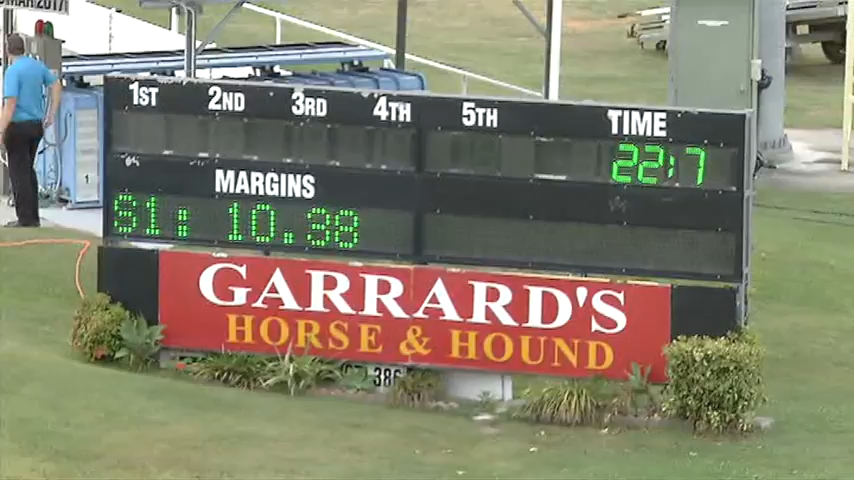 1ST 2ND 3RD 4TH 5TH TIME
22:7
MARGINS
S1: 10.38
GARRARD'S
HORSE & HOUND
386